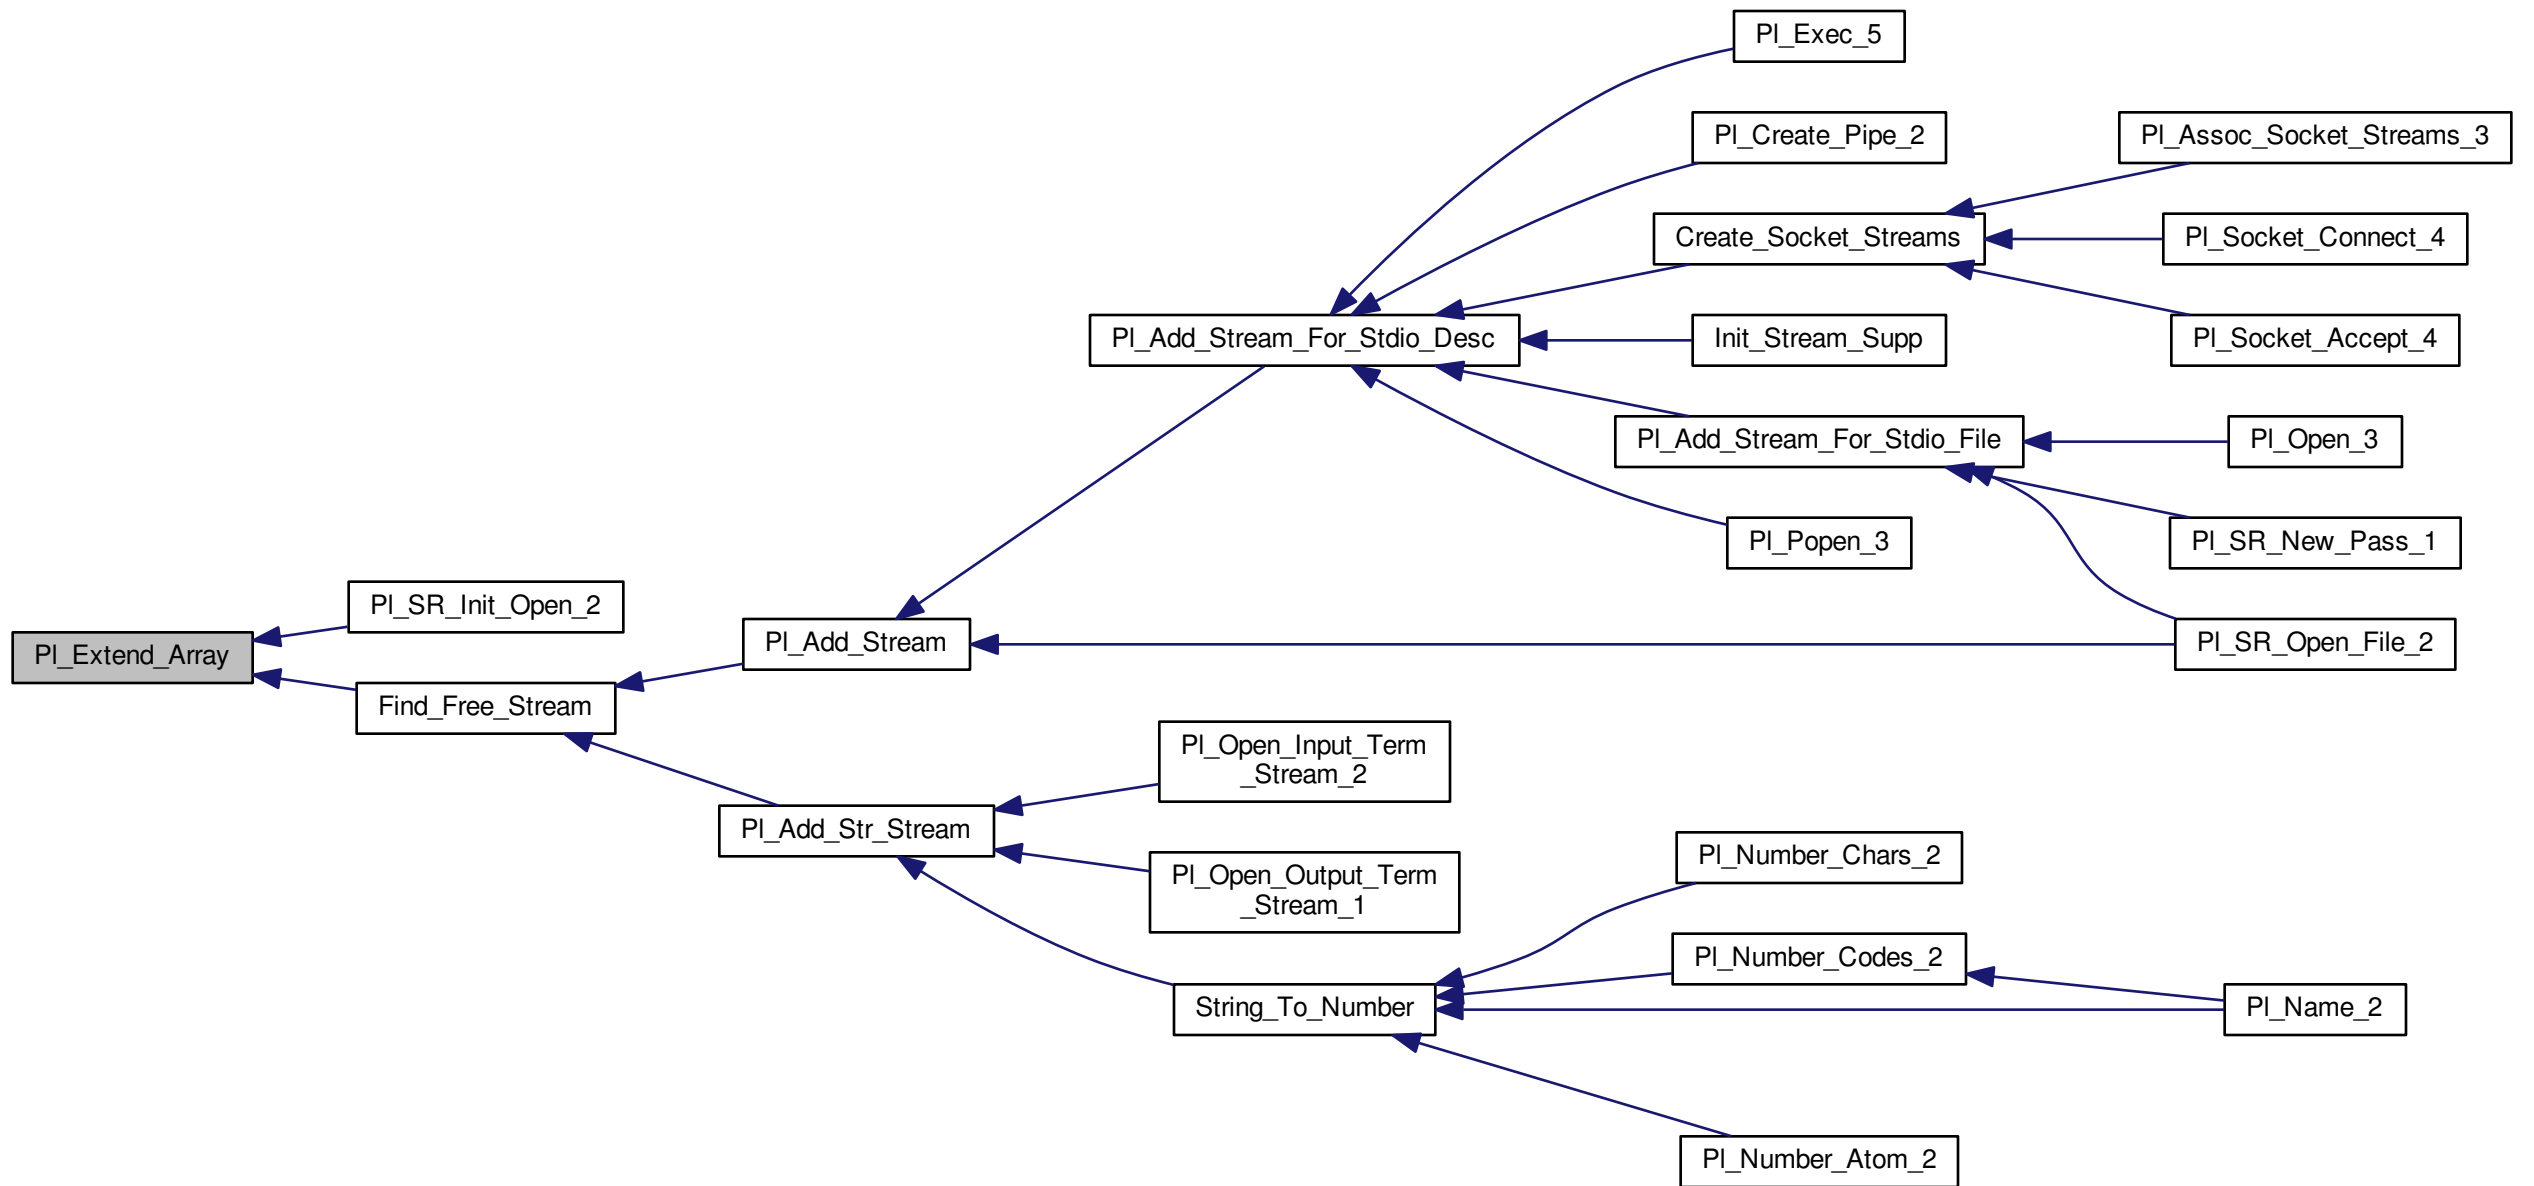 Pl_Exec_5
Pl_Create_Pipe_2
Pl_Assoc_Socket_Streams_3
Create_Socket_Streams
Pl_Socket_Connect_4
Pl_Add_Stream_For_Stdio_Desc
Init_Stream_Supp
Pl_Socket_Accept_4
Pl_Add_Stream_For_Stdio_File
Pl_Open_3
Pl_Popen_3
Pl_SR_New_Pass_1
Pl_SR_Init_Open_2
Pl_Extend_Array
Pl_Add_Stream
Pl_SR_Open_File_2
Find_Free_Stream
Pl_Open_Input_Term
_Stream_2
Pl_Add_Str_Stream
Pl_Open_Output_Term
_Stream_1
Pl_Number_Chars_2
Pl_Number_Codes_2
String_To_Number
Pl_Name_2
Pl_Number_Atom_2